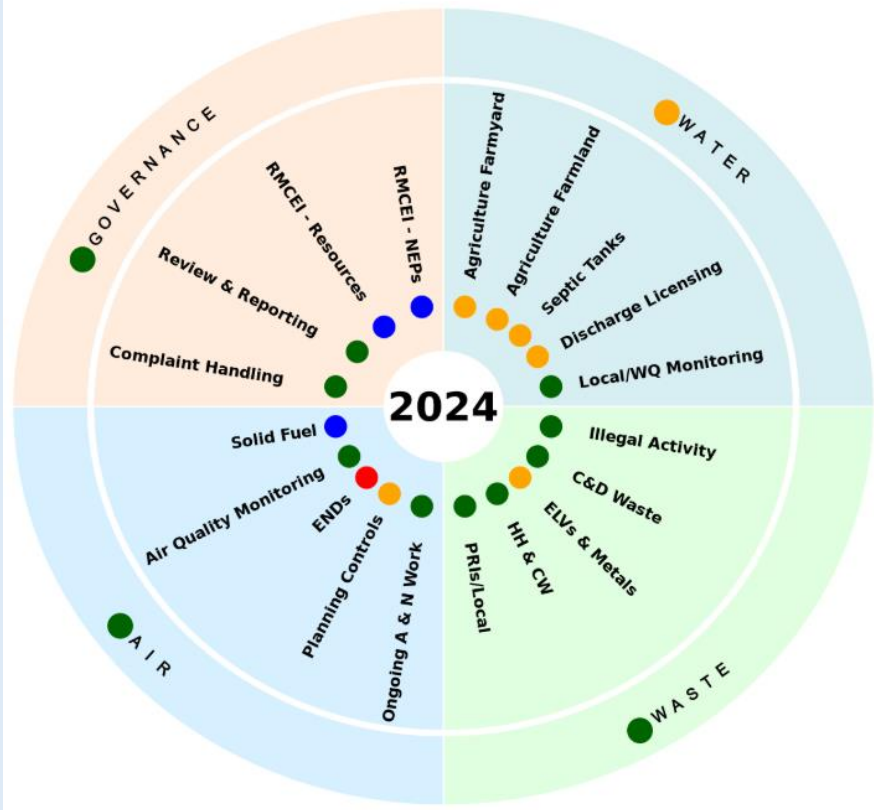 GOVERNANCE
WATER
RMCEI - NEPs
RMCEI - Resources
Review & Reporting
Complaint Handling
Agriculture Farmyard
Agriculture Farmland
Septic Tanks
Discharge Licensing
Local/WQ Monitoring
2024
Solid Fuel
Air Quality Monitoring
ENDs
Planning Controls
Ongoing A & N Work
Illegal Activity
C&D Waste
ELVs & Metals
HH & CW
PRIs/Local
AIR
WASTE